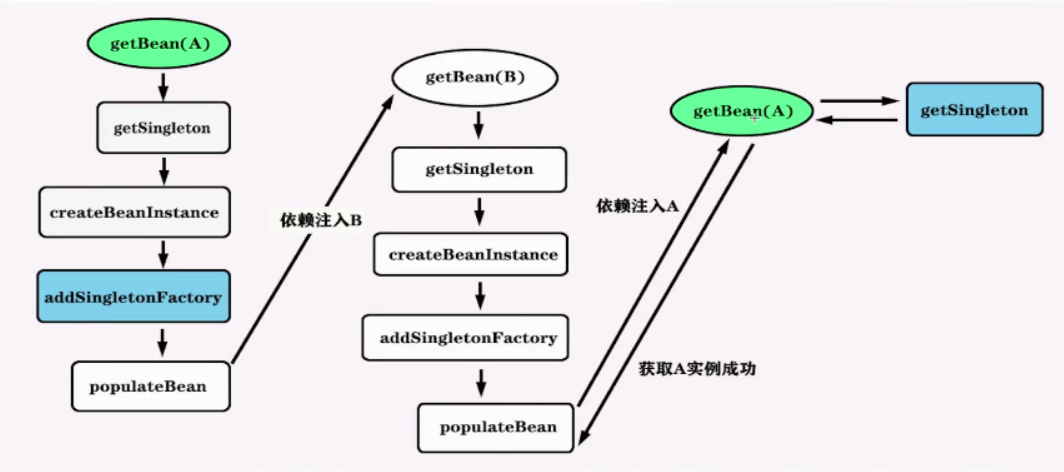 getBean(A)
getSingleton
createBeanInstance
addSingletonFactory
populateBean
依赖注入B
getBean(B)
getSingleton
createBeanInstance
addSingletonFactory
populateBean
依赖注入A
获取A实例成功
getBean(A)
getSingleton